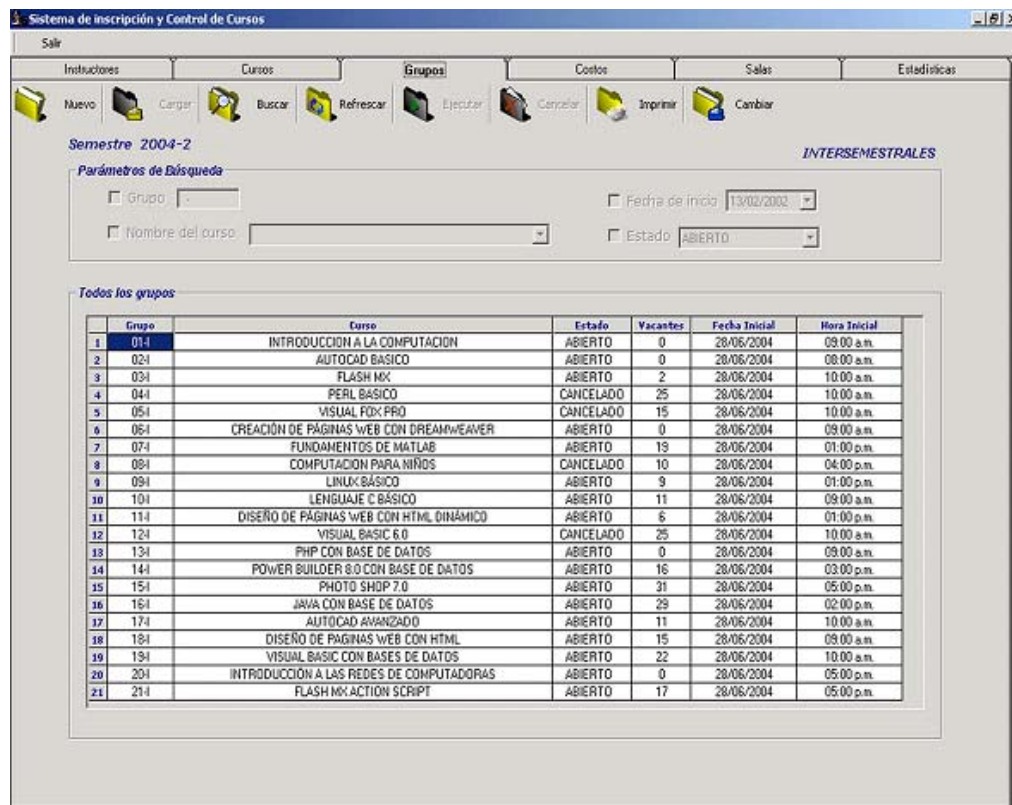 Sistema de inscripción y Control de Cursos
Salir
Instructores Cursos Grupos Costos Salas Estadísticas
Nuevo Cargar Buscar Refrescar Ejecutar Cancelar Imprimir Cambiar
Semestre 2004-2
INTERSEMESTRALES
Parámetros de Búsqueda
Grupo - Fecha de inicio 13/02/2002
Nombre del curso Estado ABIERTO
Todos los grupos
Grupo Curso Estado Vacantes Fecha Inicial Hora Inicial
1 01-I INTRODUCCION A LA COMPUTACION ABIERTO 0 28/06/2004 09:00 a.m.
2 02-I AUTOCAD BASICO ABIERTO 0 28/06/2004 08:00 a.m.
3 03-I FLASH MX ABIERTO 2 28/06/2004 10:00 a.m.
4 04-I PERL BASICO CANCELADO 25 28/06/2004 10:00 a.m.
5 05-I VISUAL FOX PRO CANCELADO 15 28/06/2004 10:00 a.m.
6 06-I CREACIÓN DE PÁGINAS WEB CON DREAMWEAVER ABIERTO 0 28/06/2004 09:00 a.m.
7 07-I FUNDAMENTOS DE MATLAB ABIERTO 19 28/06/2004 01:00 p.m.
8 08-I COMPUTACION PARA NIÑOS CANCELADO 10 28/06/2004 04:00 p.m.
9 09-I LINUX BÁSICO ABIERTO 9 28/06/2004 01:00 p.m.
10 10-I LENGUAJE C BÁSICO ABIERTO 11 28/06/2004 09:00 a.m.
11 11-I DISEÑO DE PÁGINAS WEB CON HTML DINÁMICO ABIERTO 6 28/06/2004 01:00 p.m.
12 12-I VISUAL BASIC 6.0 CANCELADO 25 28/06/2004 10:00 a.m.
13 13-I PHP CON BASE DE DATOS ABIERTO 0 28/06/2004 09:00 a.m.
14 14-I POWER BUILDER 8.0 CON BASE DE DATOS ABIERTO 16 28/06/2004 03:00 p.m.
15 15-I PHOTO SHOP 7.0 ABIERTO 31 28/06/2004 05:00 p.m.
16 16-I JAVA CON BASE DE DATOS ABIERTO 29 28/06/2004 02:00 p.m.
17 17-I AUTOCAD AVANZADO ABIERTO 11 28/06/2004 10:00 a.m.
18 18-I DISEÑO DE PAGINAS WEB CON HTML ABIERTO 15 28/06/2004 09:00 a.m.
19 19-I VISUAL BASIC CON BASES DE DATOS ABIERTO 22 28/06/2004 10:00 a.m.
20 20-I INTRODUCCIÓN A LAS REDES DE COMPUTADORAS ABIERTO 0 28/06/2004 05:00 p.m.
21 21-I FLASH MX ACTION SCRIPT ABIERTO 17 28/06/2004 05:00 p.m.